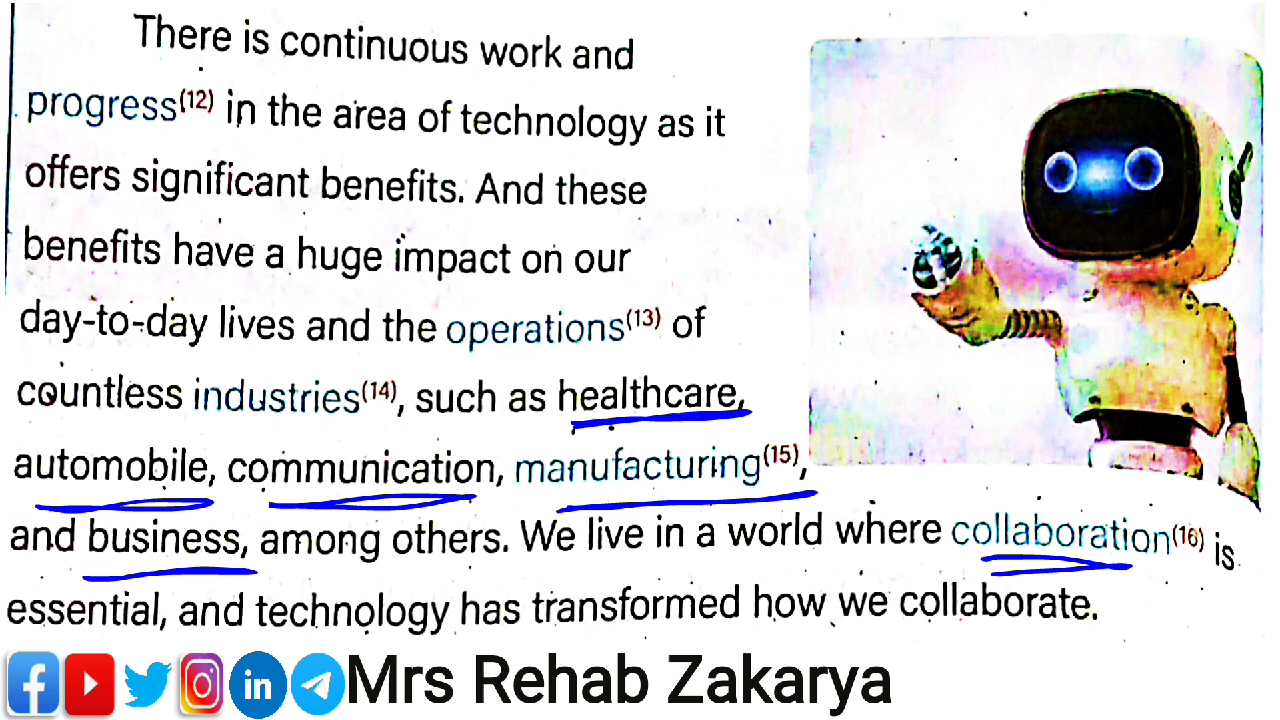 There is continuous work and
progress(12) in the area of technology as it
offers significant benefits. And these
benefits have a huge impact on our
day-to-day lives and the operations(13) of
countless industries(14), such as healthcare,
automobile, communication, manufacturing(15),
and business, among others. We live in a world where collaboration(16) is
essential, and technology has transformed how we collaborate.
Mrs Rehab Zakarya